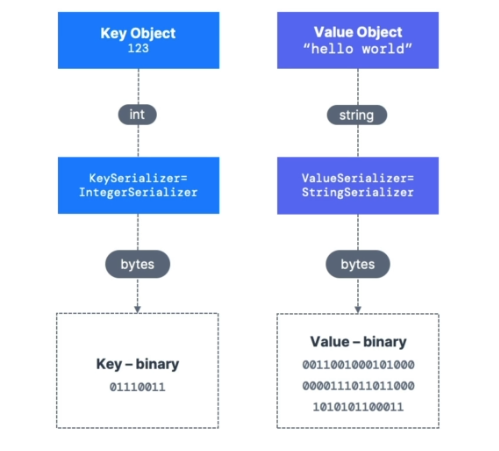 Key Object
123
int
KeySerializer=
IntegerSerializer
bytes
Key – binary
01110011
Value Object
“hello world”
string
ValueSerializer=
StringSerializer
bytes
Value – binary
0011001000101000
0000111011011000
1010101100011